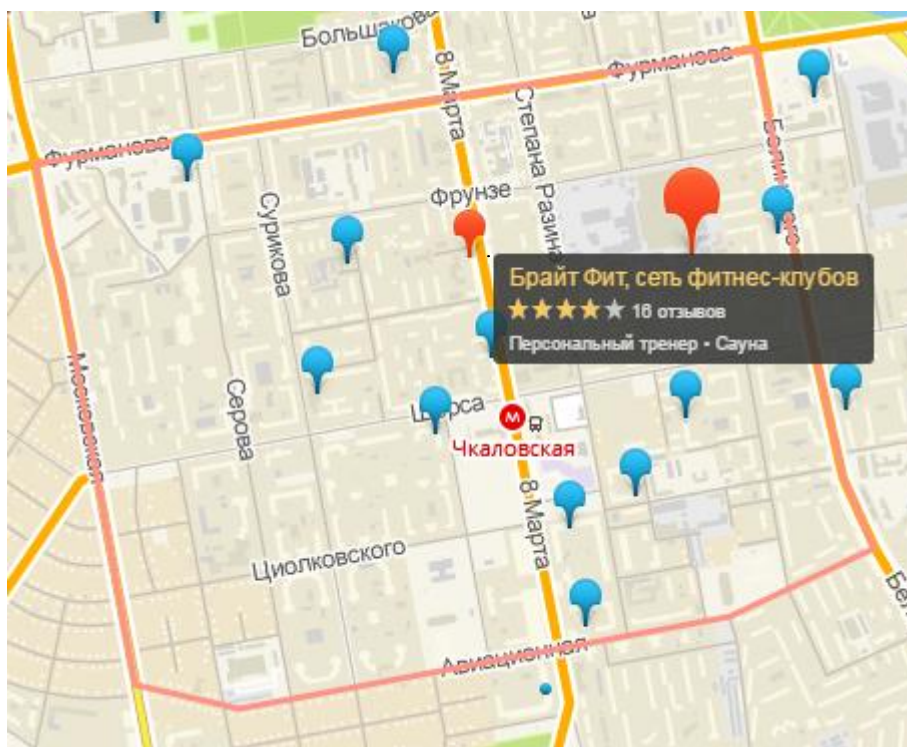 Большакова
8 Марта
Фурманова
Фурманова
Степана Разина
Белинского
Фрунзе
Сурикова
Брайт Фит, сеть фитнес-клубов
16 отзывов
Персональный тренер • Сауна
Московская
Серова
Щорса
М
Чкаловская
8 Марта
Циолковского
Авиационная
Бел